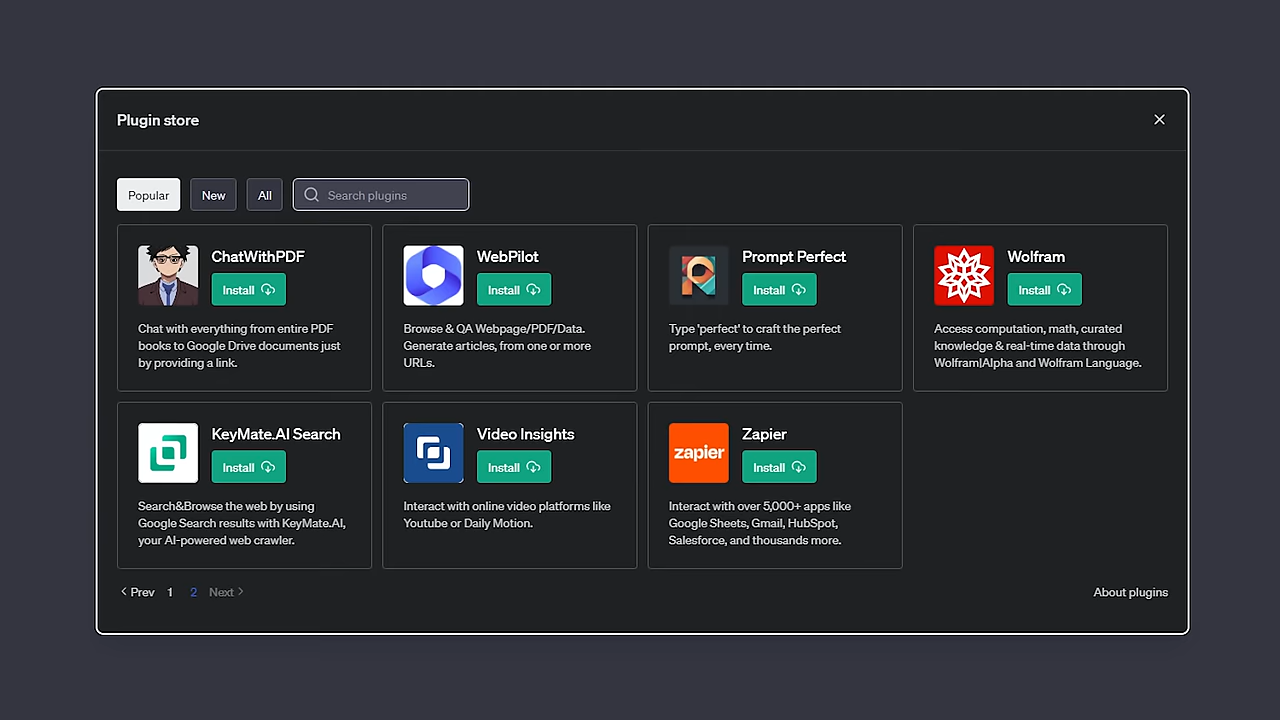 Plugin store
Popular
New
All
Search plugins
ChatWithPDF
Install
Chat with everything from entire PDF
books to Google Drive documents just
by providing a link.
WebPilot
Install
Browse & QA Webpage/PDF/Data.
Generate articles, from one or more
URLs.
Prompt Perfect
Install
Type 'perfect' to craft the perfect
prompt, every time.
Wolfram
Install
Access computation, math, curated
knowledge & real-time data through
Wolfram|Alpha and Wolfram Language.
KeyMate.AI Search
Install
Search&Browse the web by using
Google Search results with KeyMate.AI,
your AI-powered web crawler.
Video Insights
Install
Interact with online video platforms like
Youtube or Daily Motion.
zapier
Zapier
Install
Interact with over 5,000+ apps like
Google Sheets, Gmail, HubSpot,
Salesforce, and thousands more.
Prev 1 2 Next
About plugins